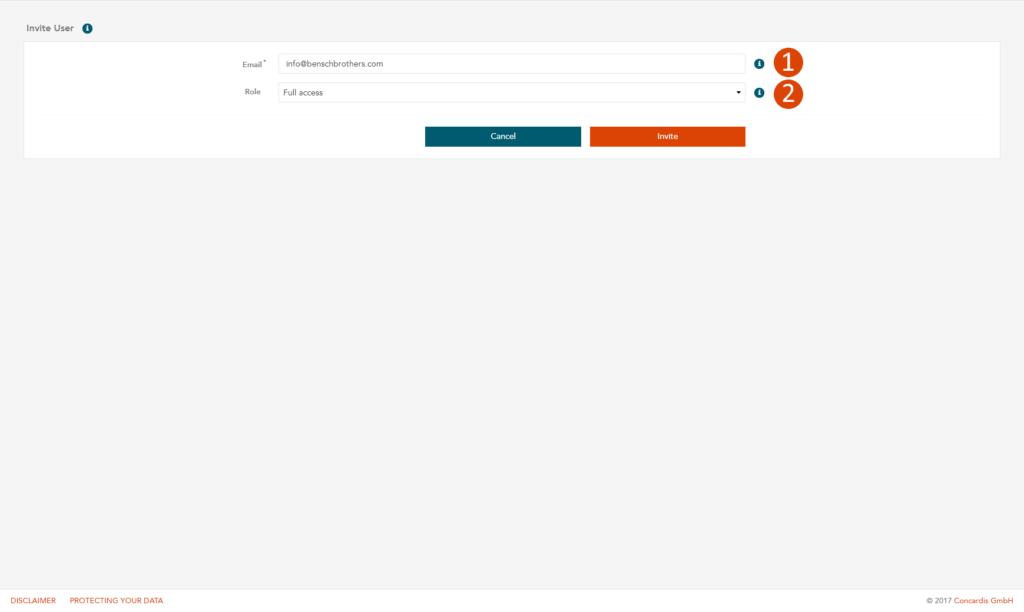 Invite User i
Email* info@benschbrothers.com i 1
Role Full access i 2
Cancel Invite
DISCLAIMER PROTECTING YOUR DATA © 2017 Concardis GmbH